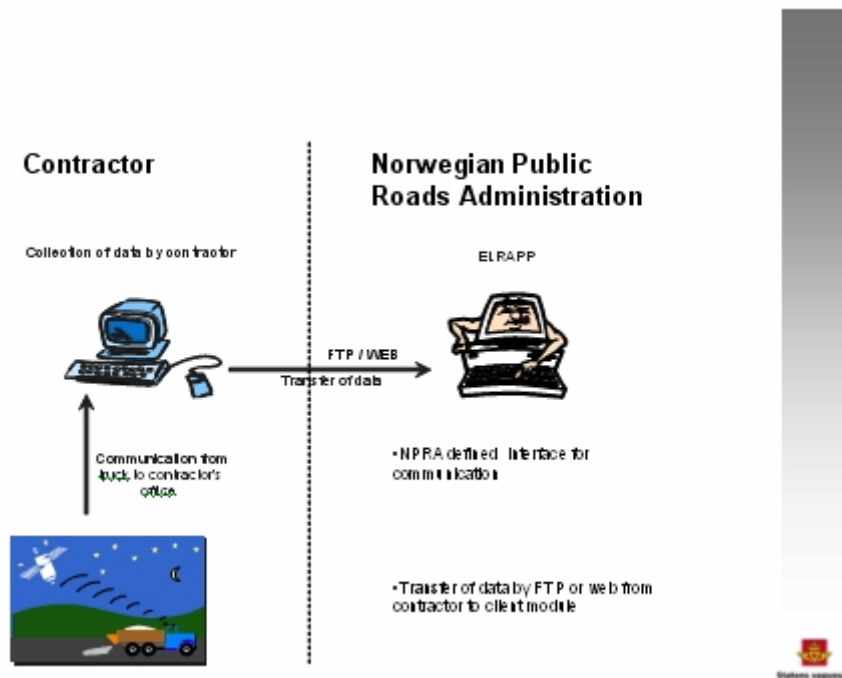 Contractor
Norwegian Public
Roads Administration
Collection of data by contractor
ELRAPP
FTP / WEB
Transfer of data
Communication from
truck to contractor's
office
•NPRA defined interface for
communication
•Transfer of data by FTP or web from
contractor to client module
Statens vegvesen